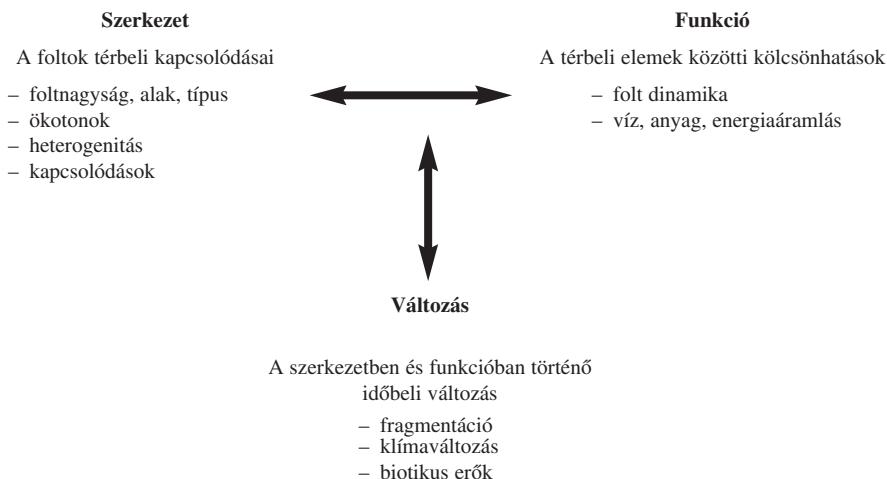 Szerkezet
A foltok térbeli kapcsolódásai
– foltnagyság, alak, típus
– ökotonok
– heterogenitás
– kapcsolódások
Funkció
A térbeli elemek közötti kölcsönhatások
– folt dinamika
– víz, anyag, energiaáramlás
Változás
A szerkezetben és funkcióban történő
időbeli változás
– fragmentáció
– klímaváltozás
– biotikus erők